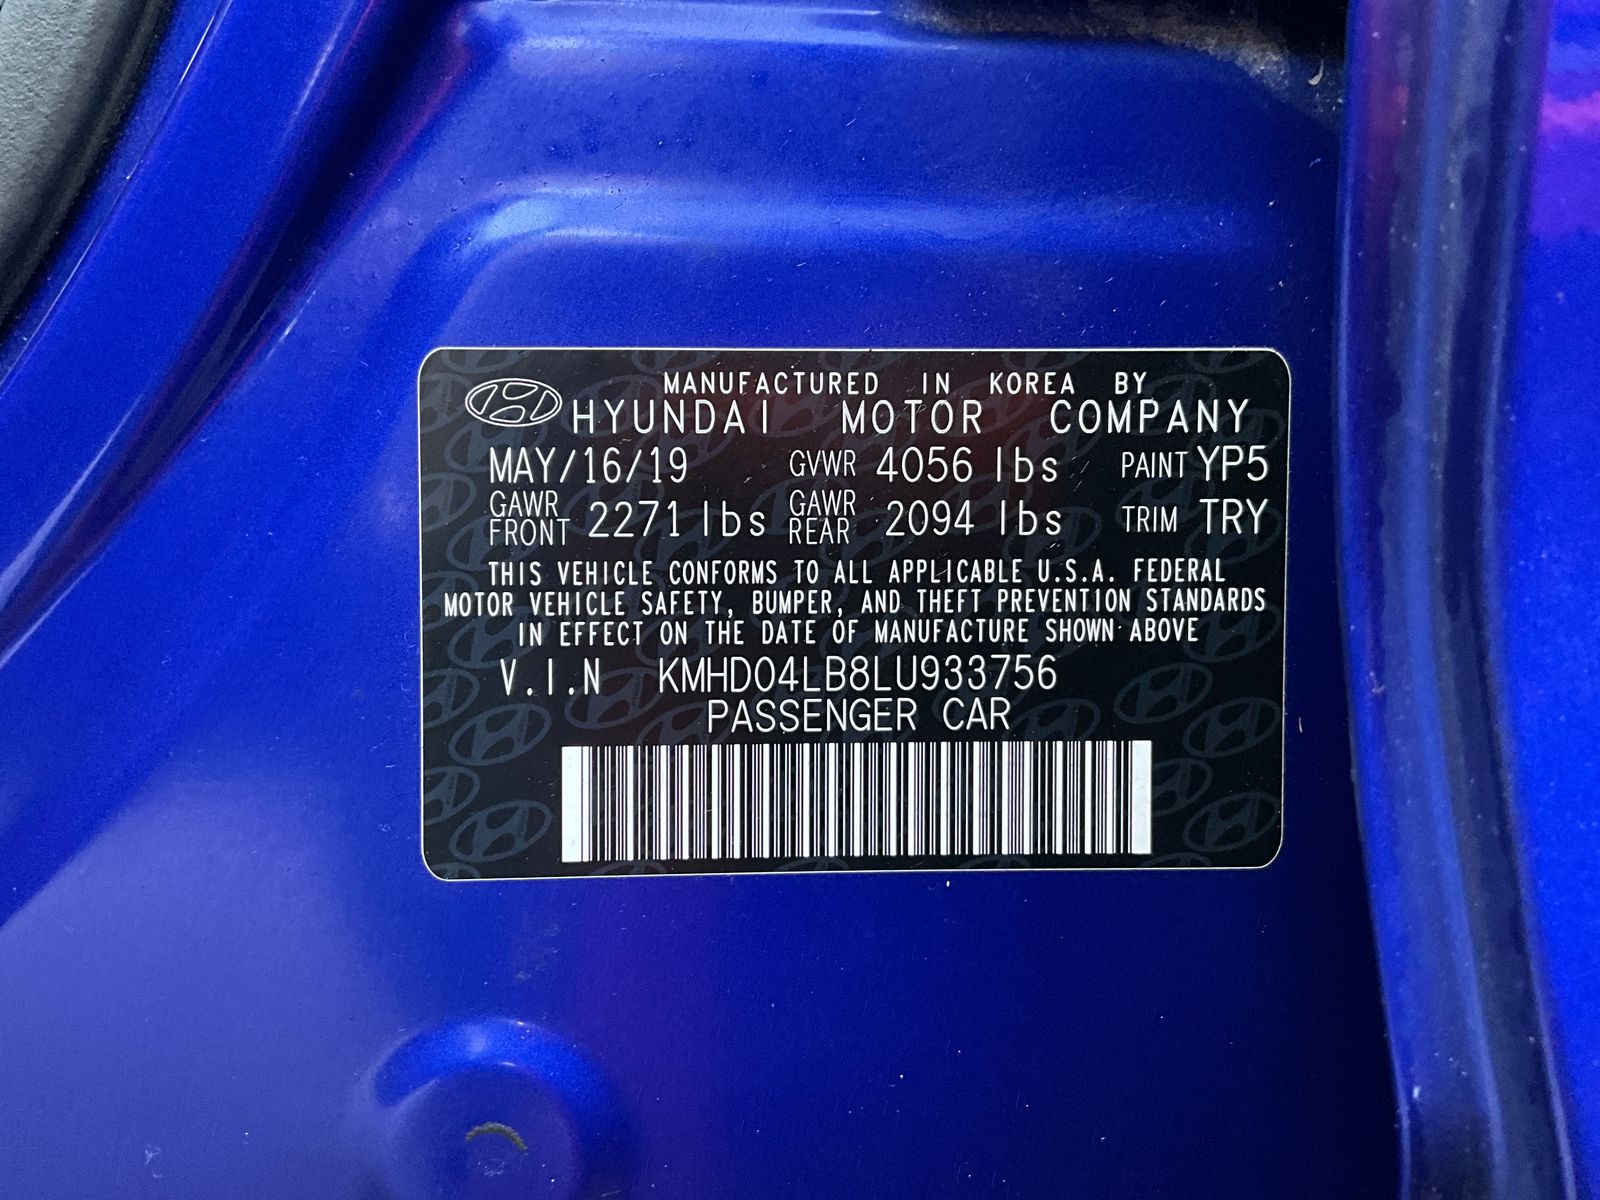 MANUFACTURED IN KOREA BY
HYUNDAI MOTOR COMPANY
MAY/16/19 GVWR 4056 lbs PAINT YP5
GAWR FRONT 2271 lbs GAWR REAR 2094 lbs TRIM TRY
THIS VEHICLE CONFORMS TO ALL APPLICABLE U.S.A. FEDERAL
MOTOR VEHICLE SAFETY, BUMPER, AND THEFT PREVENTION STANDARDS
IN EFFECT ON THE DATE OF MANUFACTURE SHOWN ABOVE
V.I.N KMHD04LB8LU933756
PASSENGER CAR